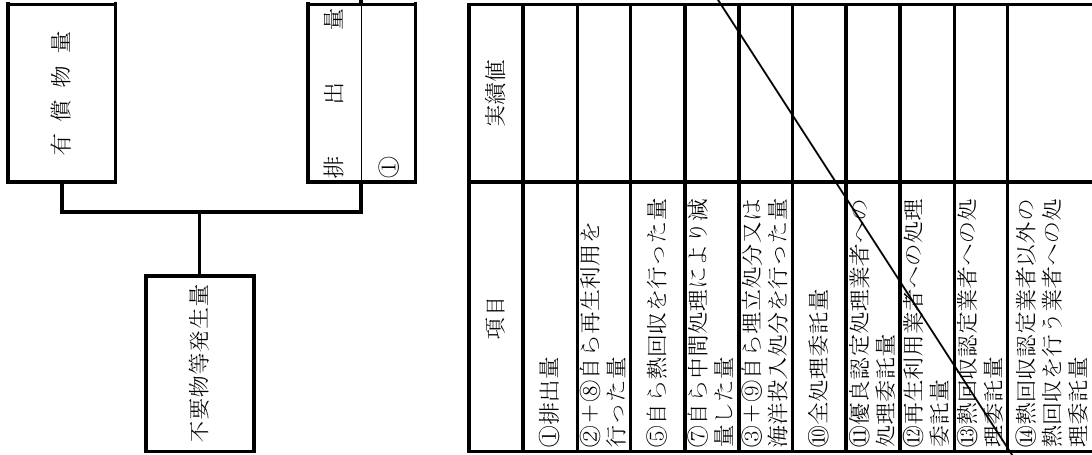 有償物量
排出量
①
不要物等発生量
項目
実績値
①排出量
②+⑧自ら再生利用を
行った量
⑤自ら熱回収を行った量
⑦自ら中間処理により減
量した量
③+⑨自ら埋立処分又は
海洋投入処分を行った量
⑩全処理委託量
⑪優良認定処理業者への
処理委託量
⑫再生利用業者への処理
委託量
⑬熱回収認定業者への処
理委託量
⑭熱回収認定業者以外の
熱回収を行う業者への処
理委託量